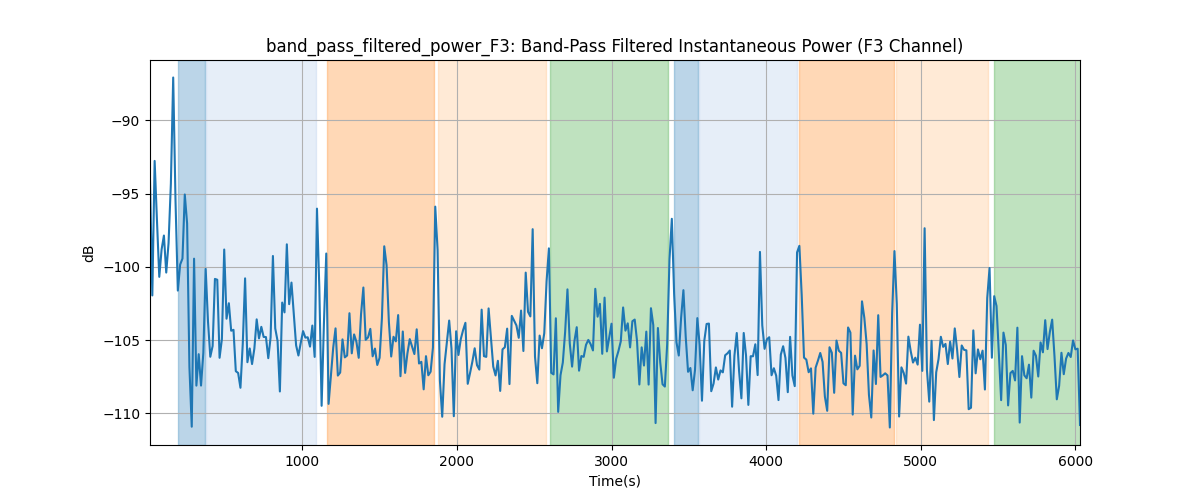 band_pass_filtered_power_F3: Band-Pass Filtered Instantaneous Power (F3 Channel)
dB
−90
−95
−100
−105
−110
1000 2000 3000 4000 5000 6000
Time(s)